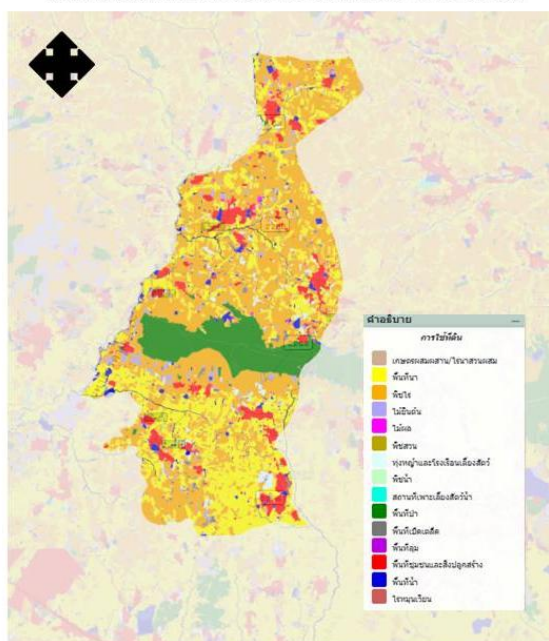 คำอธิบาย
การใช้ที่ดิน
เกษตรผสมผสาน/ไร่นาสวนผสม
พื้นที่นา
พืชไร่
ไม้ยืนต้น
ไม้ผล
พืชสวน
ทุ่งหญ้าและโรงเรือนเลี้ยงสัตว์
พืชน้ำ
สถานที่เพาะเลี้ยงสัตว์น้ำ
พื้นที่ป่า
พื้นที่เบ็ดเตล็ด
พื้นที่ลุ่ม
พื้นที่ชุมชนและสิ่งปลูกสร้าง
พื้นที่น้ำ
ไร่หมุนเวียน